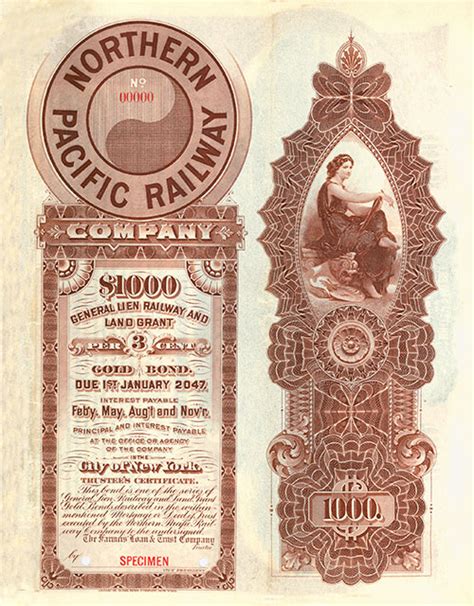 NORTHERN
PACIFIC RAILWAY
No
00000
COMPANY
$1000
GENERAL LIEN RAILWAY AND
LAND GRANT
PER 3 CENT
GOLD BOND.
DUE 1ST JANUARY 2047.
INTEREST PAYABLE
Feb'y, May, Aug't and Nov'r.
PRINCIPAL AND INTEREST PAYABLE
AT THE OFFICE OR AGENCY
OF THE COMPANY
IN THE
City of New York.
TRUSTEE'S CERTIFICATE.
This bond is one of the series of
General Lien Railway and Land Grant
Gold Bonds described in the within-
mentioned Mortgage or Deed of Trust
executed by the Northern Pacific Rail-
way Company to the undersigned.
The Farmers' Loan & Trust Company
Trustee
By
SPECIMEN
$
1000.